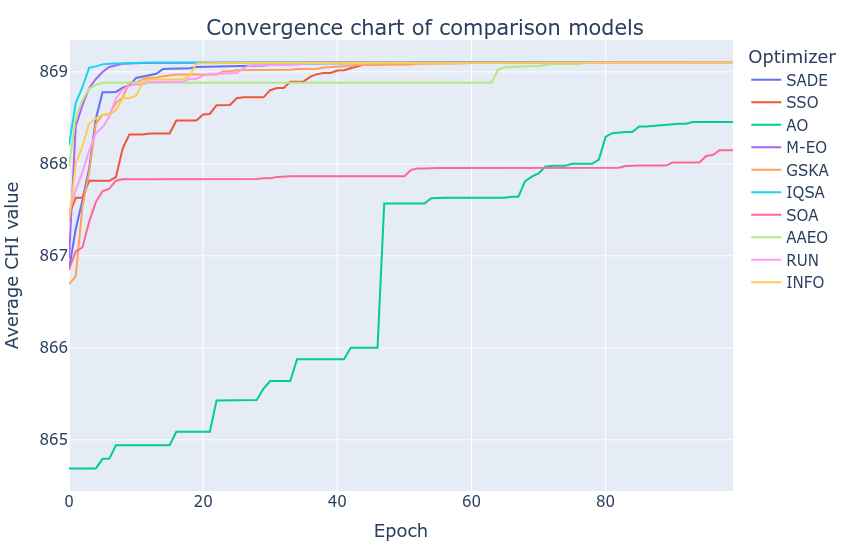 Convergence chart of comparison models
Average CHI value
869
868
867
866
865
0
20
40
60
80
Epoch
Optimizer
SADE
SSO
AO
M-EO
GSKA
IQSA
SOA
AAEO
RUN
INFO